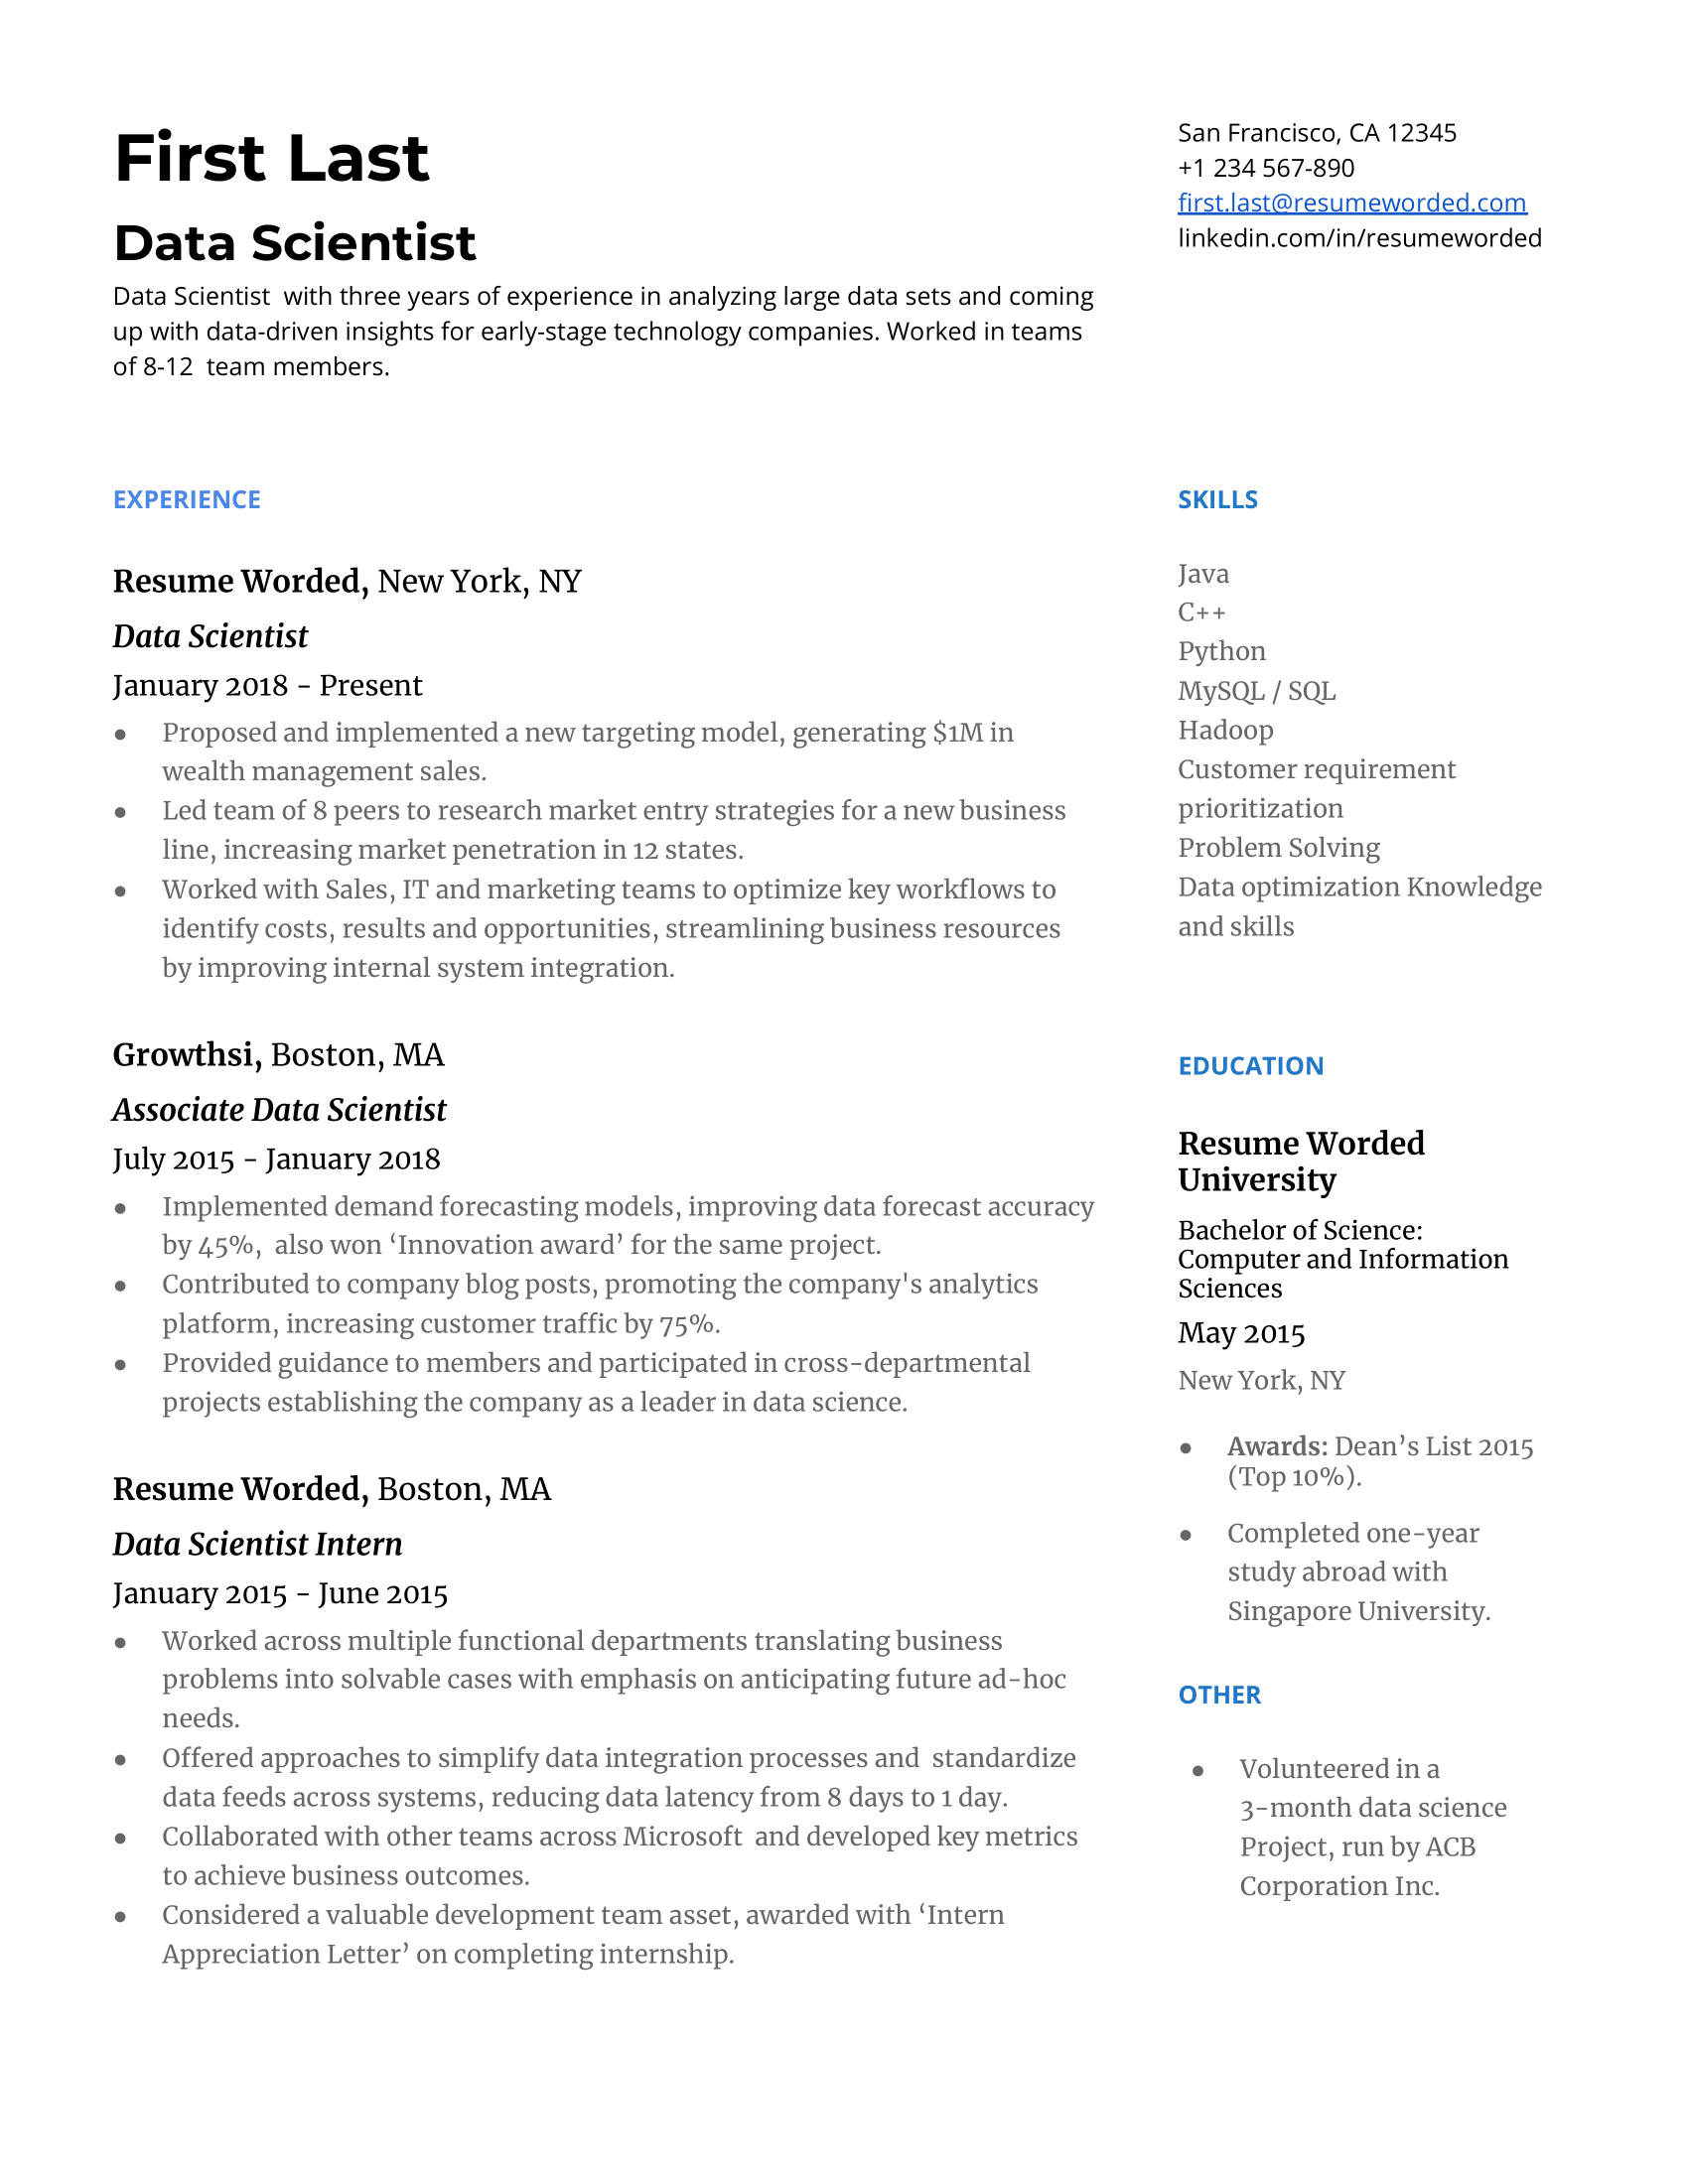 First Last
Data Scientist
Data Scientist  with three years of experience in analyzing large data sets and coming
up with data-driven insights for early-stage technology companies. Worked in teams
of 8-12  team members.
San Francisco, CA 12345
+1 234 567-890
first.last@resumeworded.com
linkedin.com/in/resumeworded
EXPERIENCE
Resume Worded, New York, NY
Data Scientist
January 2018 - Present
● Proposed and implemented a new targeting model, generating $1M in
wealth management sales.
● Led team of 8 peers to research market entry strategies for a new business
line, increasing market penetration in 12 states.
● Worked with Sales, IT and marketing teams to optimize key workflows to
identify costs, results and opportunities, streamlining business resources
by improving internal system integration.
Growthsi, Boston, MA
Associate Data Scientist
July 2015 - January 2018
● Implemented demand forecasting models, improving data forecast accuracy
by 45%,  also won ‘Innovation award’ for the same project.
● Contributed to company blog posts, promoting the company's analytics
platform, increasing customer traffic by 75%.
● Provided guidance to members and participated in cross-departmental
projects establishing the company as a leader in data science.
Resume Worded, Boston, MA
Data Scientist Intern
January 2015 - June 2015
● Worked across multiple functional departments translating business
problems into solvable cases with emphasis on anticipating future ad-hoc
needs.
● Offered approaches to simplify data integration processes and  standardize
data feeds across systems, reducing data latency from 8 days to 1 day.
● Collaborated with other teams across Microsoft  and developed key metrics
to achieve business outcomes.
● Considered a valuable development team asset, awarded with ‘Intern
Appreciation Letter’ on completing internship.
SKILLS
Java
C++
Python
MySQL / SQL
Hadoop
Customer requirement
prioritization
Problem Solving
Data optimization Knowledge
and skills
EDUCATION
Resume Worded
University
Bachelor of Science:
Computer and Information
Sciences
May 2015
New York, NY
● Awards: Dean’s List 2015
(Top 10%).
● Completed one-year
study abroad with
Singapore University.
OTHER
● Volunteered in a
3-month data science
Project, run by ACB
Corporation Inc.